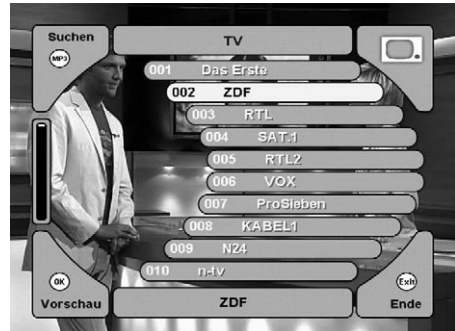 Suchen
MP3
TV
001 Das Erste
002 ZDF
003 RTL
004 SAT.1
005 RTL2
006 VOX
007 ProSieben
008 KABEL1
009 N24
010 n-tv
OK
Vorschau
ZDF
Exit
Ende